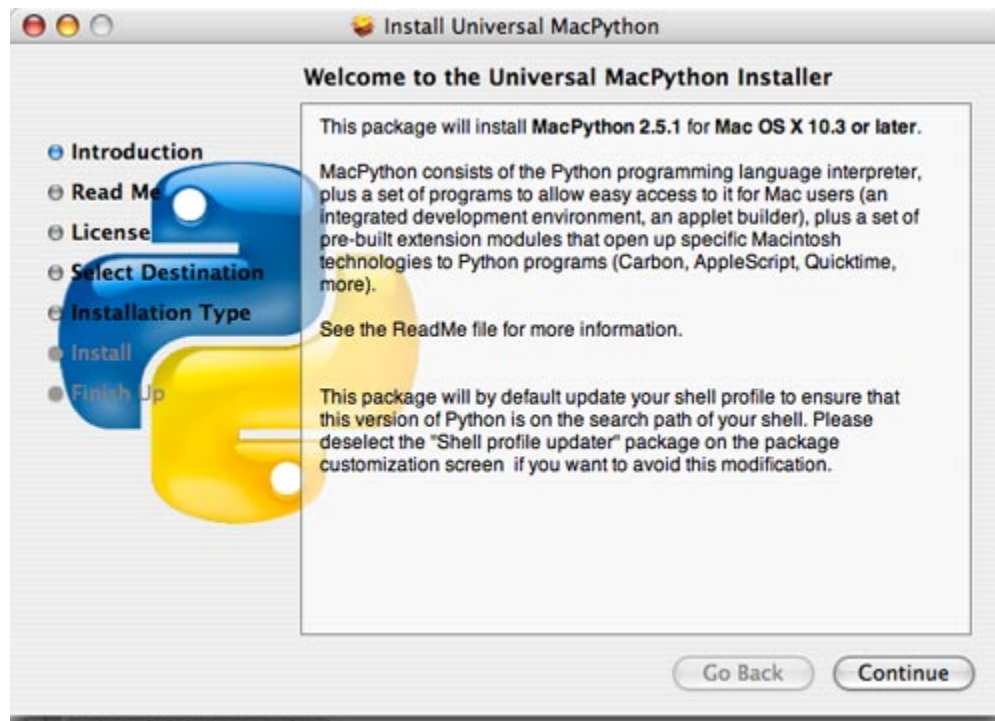 Install Universal MacPython
Welcome to the Universal MacPython Installer
Introduction
Read Me
License
Select Destination
Installation Type
Install
Finish Up
This package will install MacPython 2.5.1 for Mac OS X 10.3 or later.
MacPython consists of the Python programming language interpreter,
plus a set of programs to allow easy access to it for Mac users (an
integrated development environment, an applet builder), plus a set of
pre-built extension modules that open up specific Macintosh
technologies to Python programs (Carbon, AppleScript, Quicktime,
more).
See the ReadMe file for more information.
This package will by default update your shell profile to ensure that
this version of Python is on the search path of your shell. Please
deselect the "Shell profile updater" package on the package
customization screen  if you want to avoid this modification.
Go Back
Continue